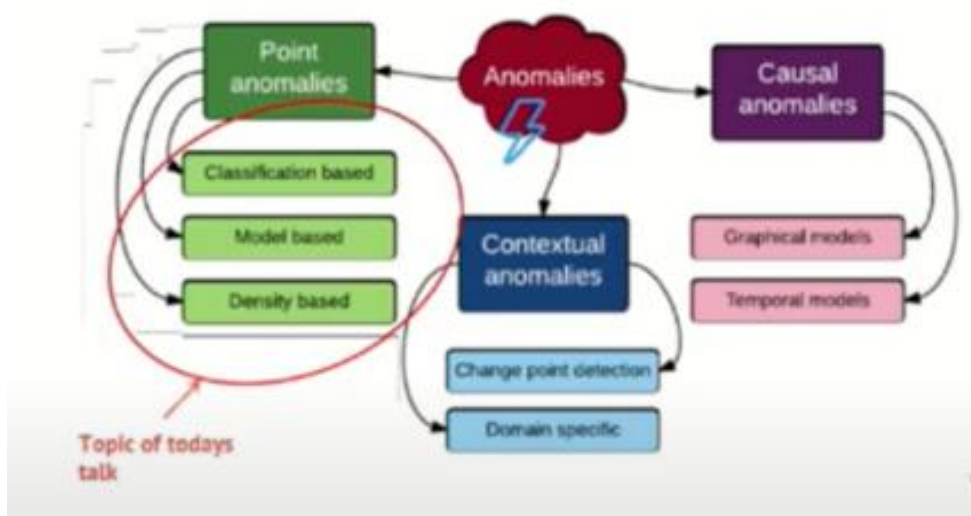 Point
anomalies
Anomalies
Causal
anomalies
Classification based
Model based
Density based
Contextual
anomalies
Graphical models
Temporal models
Change point detection
Domain specific
Topic of todays
talk